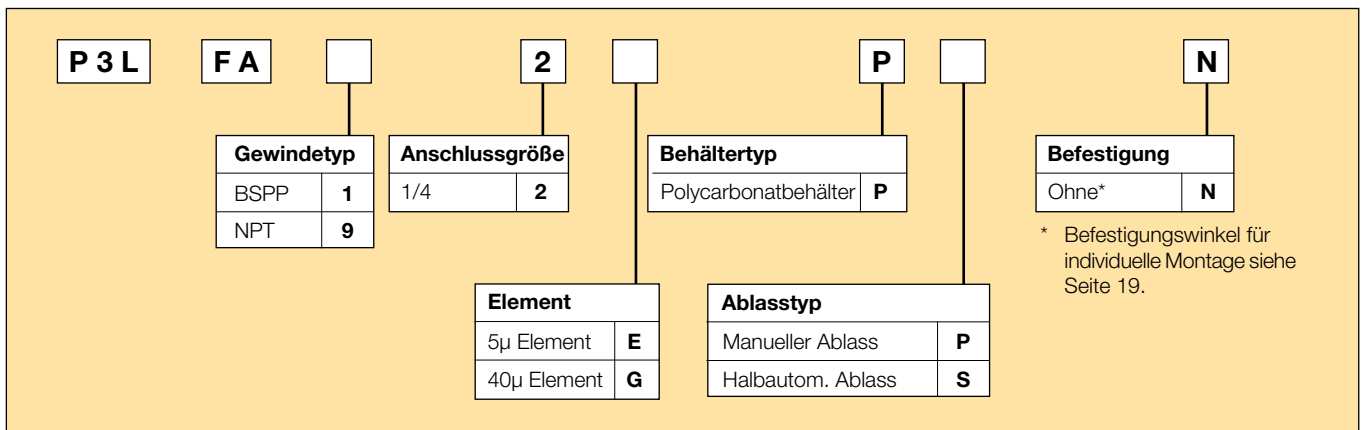 P 3 L F A 2 P N
Gewindetyp
BSPP 1
NPT 9
Anschlussgröße
1/4 2
Behältertyp
Polycarbonatbehälter P
Befestigung
Ohne* N
* Befestigungswinkel für
individuelle Montage siehe
Seite 19.
Element
5µ Element E
40µ Element G
Ablasstyp
Manueller Ablass P
Halbautom. Ablass S